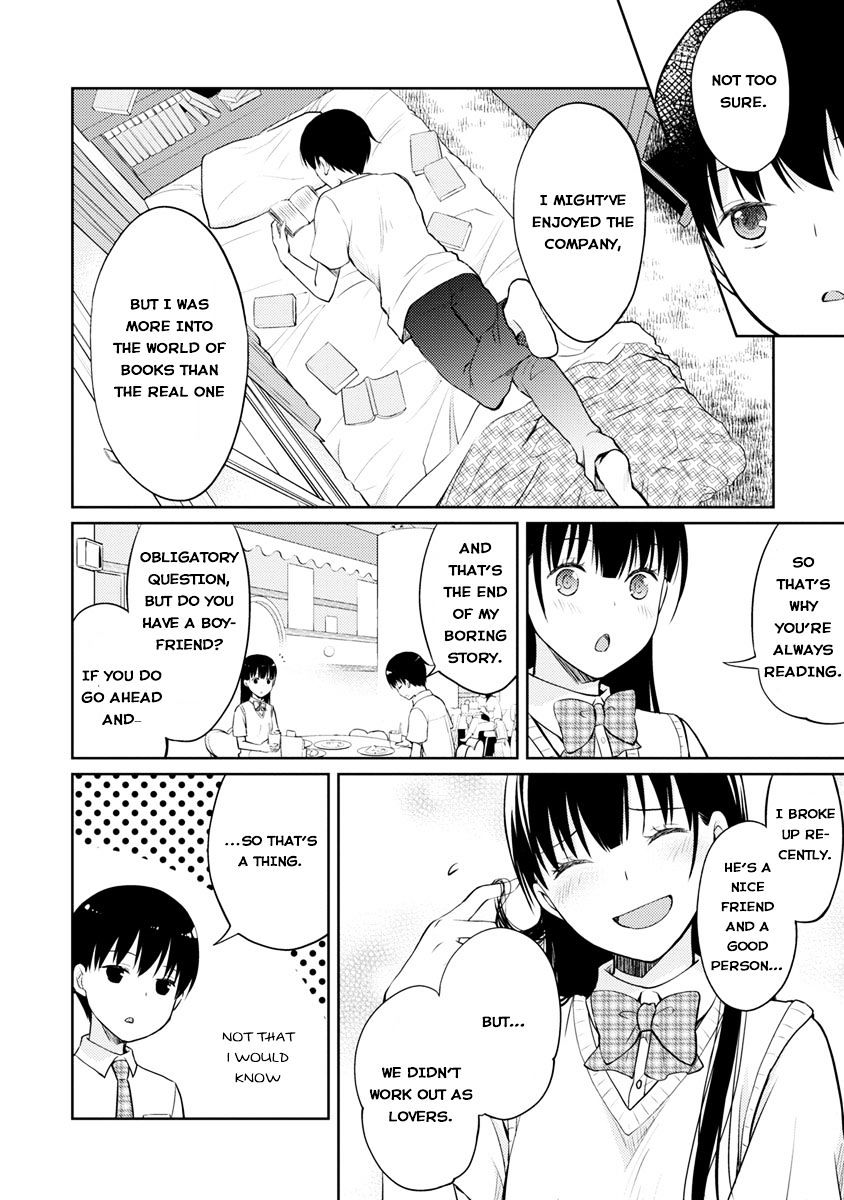 NOT TOO
SURE.
I MIGHT'VE
ENJOYED THE
COMPANY,
BUT I WAS
MORE INTO
THE WORLD OF
BOOKS THAN
THE REAL ONE
SO
THAT'S WHY
YOU'RE
ALWAYS
READING.
AND
THAT'S
THE END
OF MY
BORING
STORY.
OBLIGATORY
QUESTION,
BUT DO YOU
HAVE A BOY-
FRIEND?
IF YOU DO
GO AHEAD
AND...
I BROKE
UP RE-
CENTLY.
HE'S A
NICE
FRIEND
AND A
GOOD
PERSON...
BUT...
WE DIDN'T
WORK OUT AS
LOVERS.
...SO THAT'S
A THING.
NOT THAT
I WOULD
KNOW